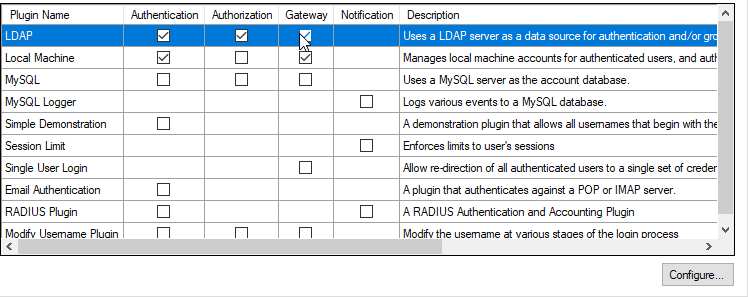 Plugin Name Authentication Authorization Gateway Notification Description
LDAP Uses a LDAP server as a data source for authentication and/or gro
Local Machine Manages local machine accounts for authenticated users, and auth
MySQL Uses a MySQL server as the account database.
MySQL Logger Logs various events to a MySQL database.
Simple Demonstration A demonstration plugin that allows all usernames that begin with the
Session Limit Enforces limits to user's sessions
Single User Login Allow re-direction of all authenticated users to a single set of creden
Email Authentication A plugin that authenticates against a POP or IMAP server.
RADIUS Plugin A RADIUS Authentication and Accounting Plugin
Modify Username Plugin Modify the username at various stages of the login process
Configure...